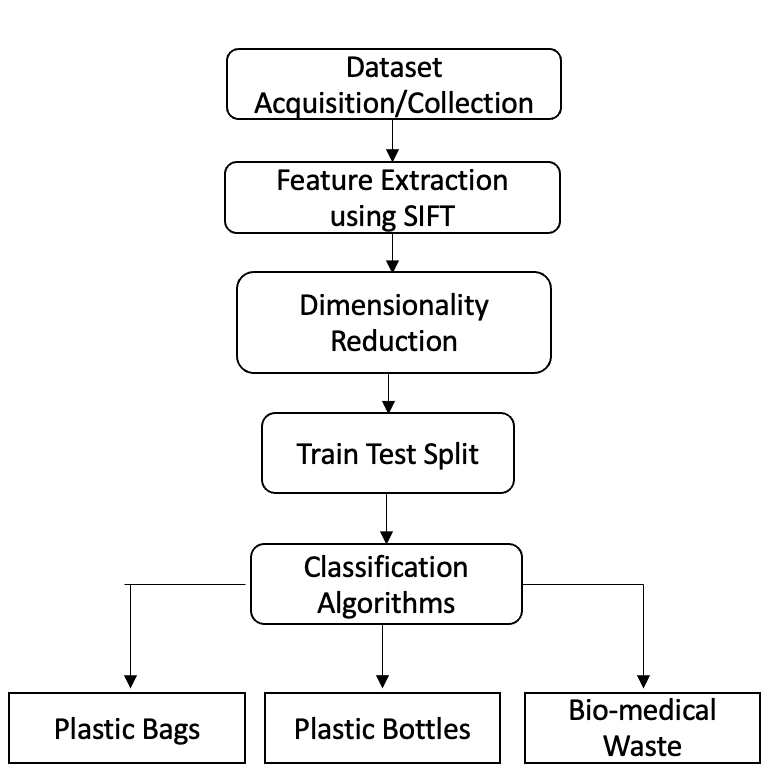 Dataset
Acquisition/Collection
Feature Extraction
using SIFT
Dimensionality
Reduction
Train Test Split
Classification
Algorithms
Plastic Bags
Plastic Bottles
Bio-medical
Waste